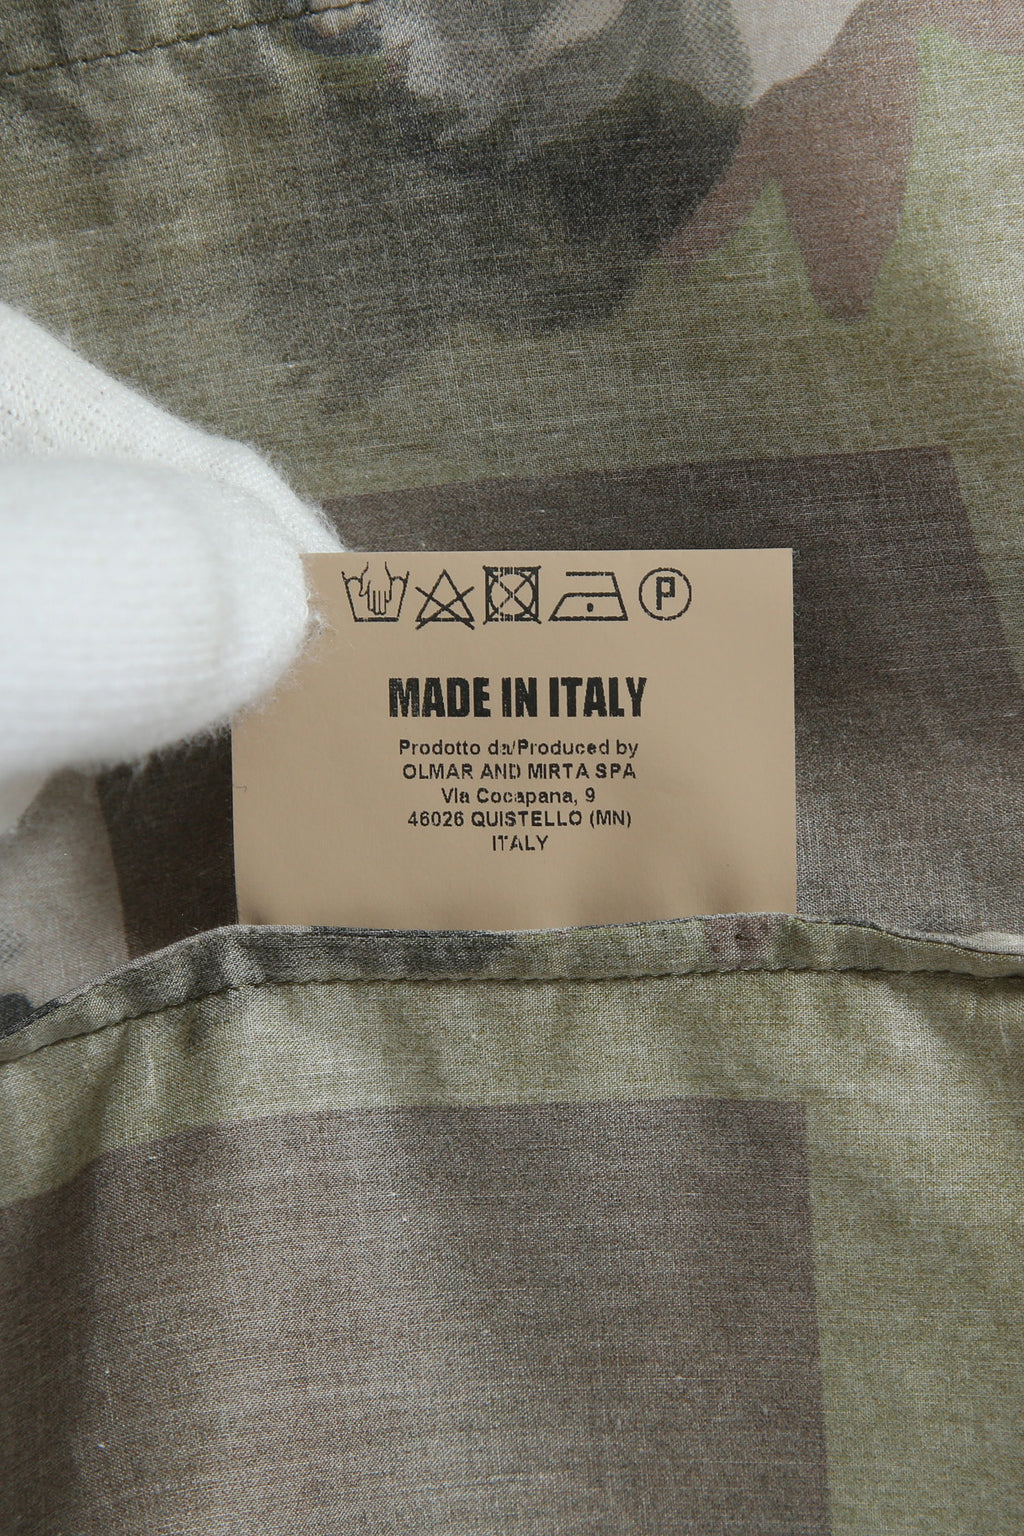 P
MADE IN ITALY
Prodotto da/Produced by
OLMAR AND MIRTA SPA
Via Cocapana, 9
46026 QUISTELLO (MN)
ITALY